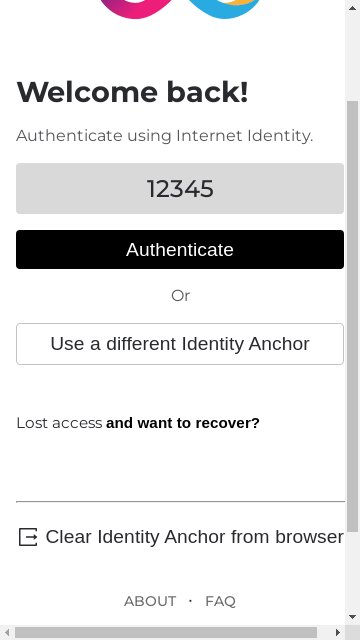 Welcome back!
Authenticate using Internet Identity.
12345
Authenticate
Or
Use a different Identity Anchor
Lost access and want to recover?
Clear Identity Anchor from browser
ABOUT · FAQ